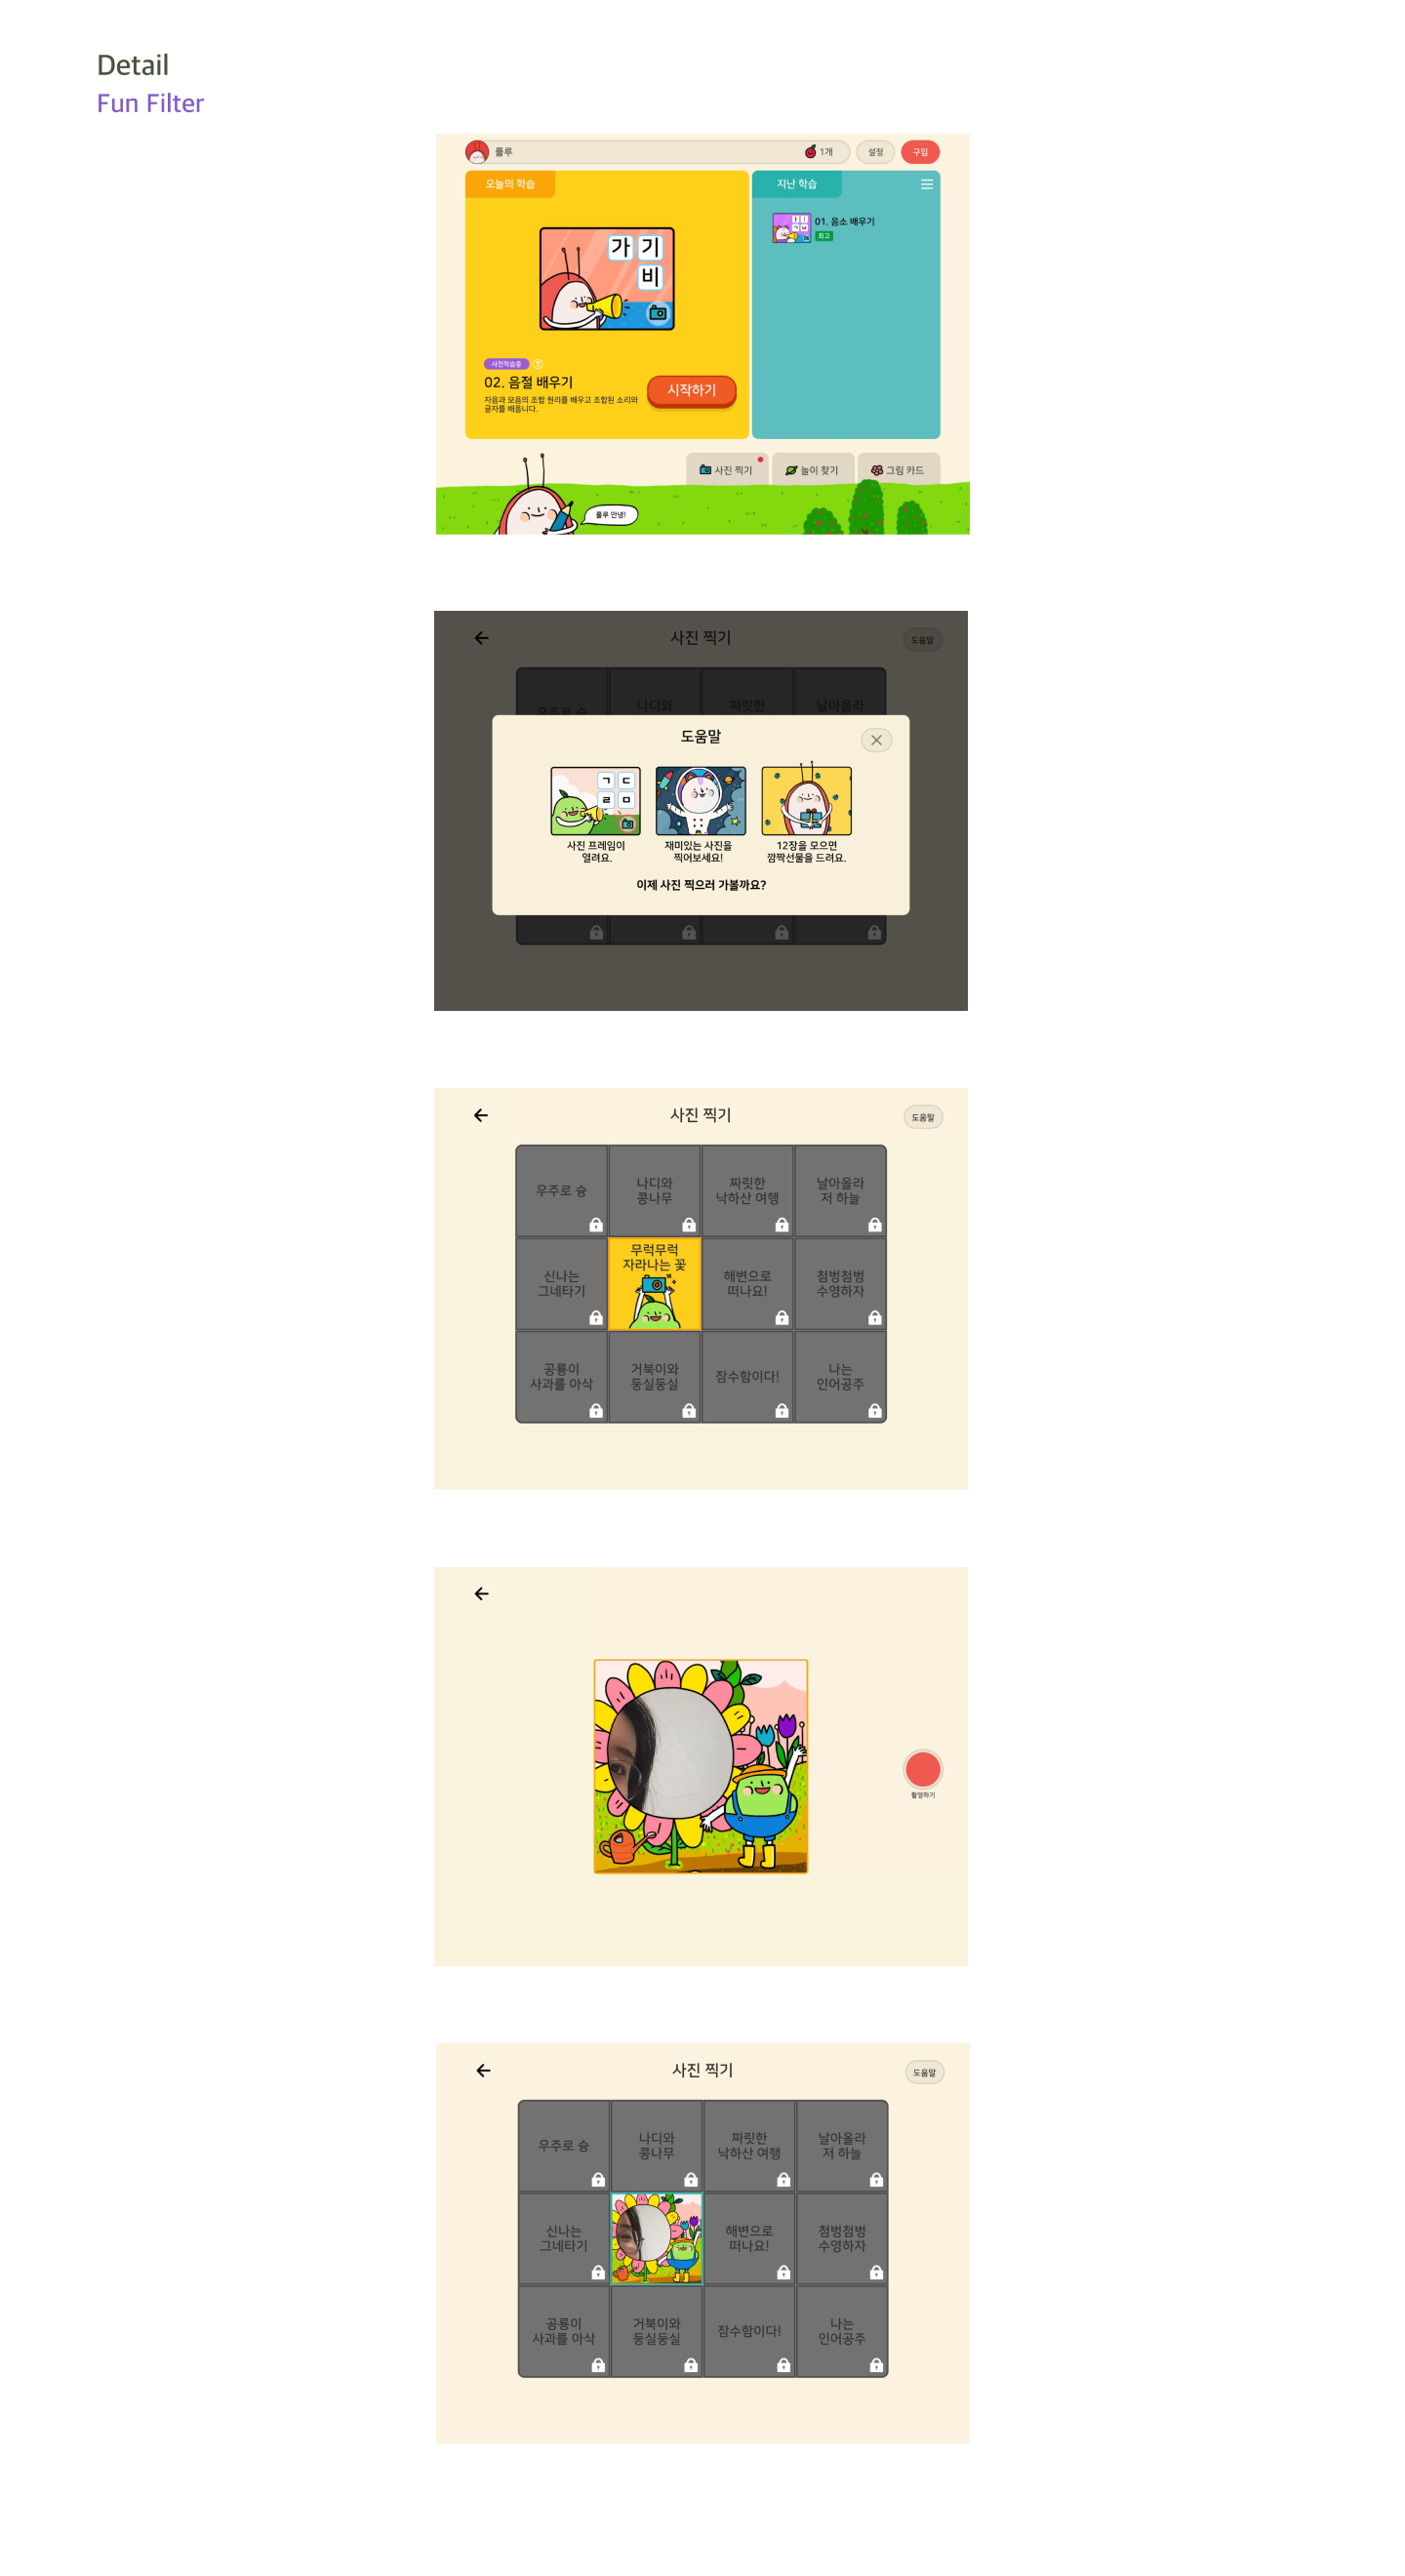 Detail
Fun Filter
룰루
1개
설정
구입
오늘의 학습
지난 학습
가 기
비
01. 음소 배우기
최고
사전학습중 ?
02. 음절 배우기
자음과 모음의 조합 원리를 배우고 조합된 소리와
글자를 배웁니다.
시작하기
사진 찍기
놀이 찾기
그림 카드
룰루 안녕!
사진 찍기
도움말
우주로 슝
나디와
짜릿한
날아올라
도움말
ㄱ ㄷ
ㄹ ㅁ
사진 프레임이
열려요.
재미있는 사진을
찍어보세요!
12장을 모으면
깜짝선물을 드려요.
이제 사진 찍으러 가볼까요?
사진 찍기
도움말
우주로 슝
나디와
콩나무
짜릿한
낙하산 여행
날아올라
저 하늘
신나는
그네타기
무럭무럭
자라나는 꽃
해변으로
떠나요!
첨벙첨벙
수영하자
공룡이
사과를 아삭
거북이와
둥실둥실
잠수함이다!
나는
인어공주
촬영하기
사진 찍기
도움말
우주로 슝
나디와
콩나무
짜릿한
낙하산 여행
날아올라
저 하늘
신나는
그네타기
해변으로
떠나요!
첨벙첨벙
수영하자
공룡이
사과를 아삭
거북이와
둥실둥실
잠수함이다!
나는
인어공주